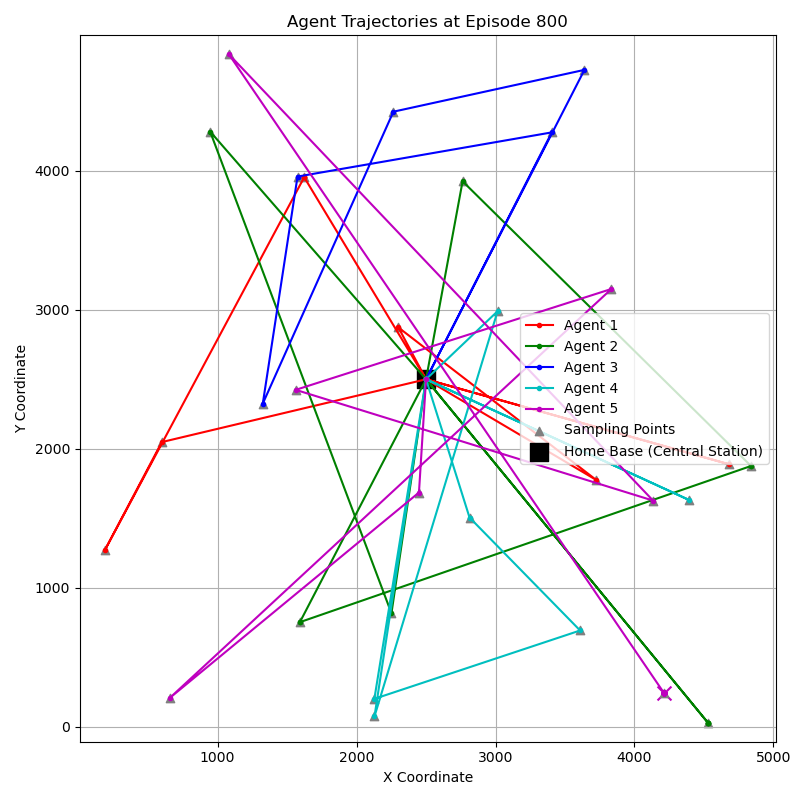 Agent Trajectories at Episode 800
Y Coordinate
4000
3000
2000
1000
0
Agent 1
Agent 2
Agent 3
Agent 4
Agent 5
Sampling Points
Home Base (Central Station)
1000 2000 3000 4000 5000
X Coordinate